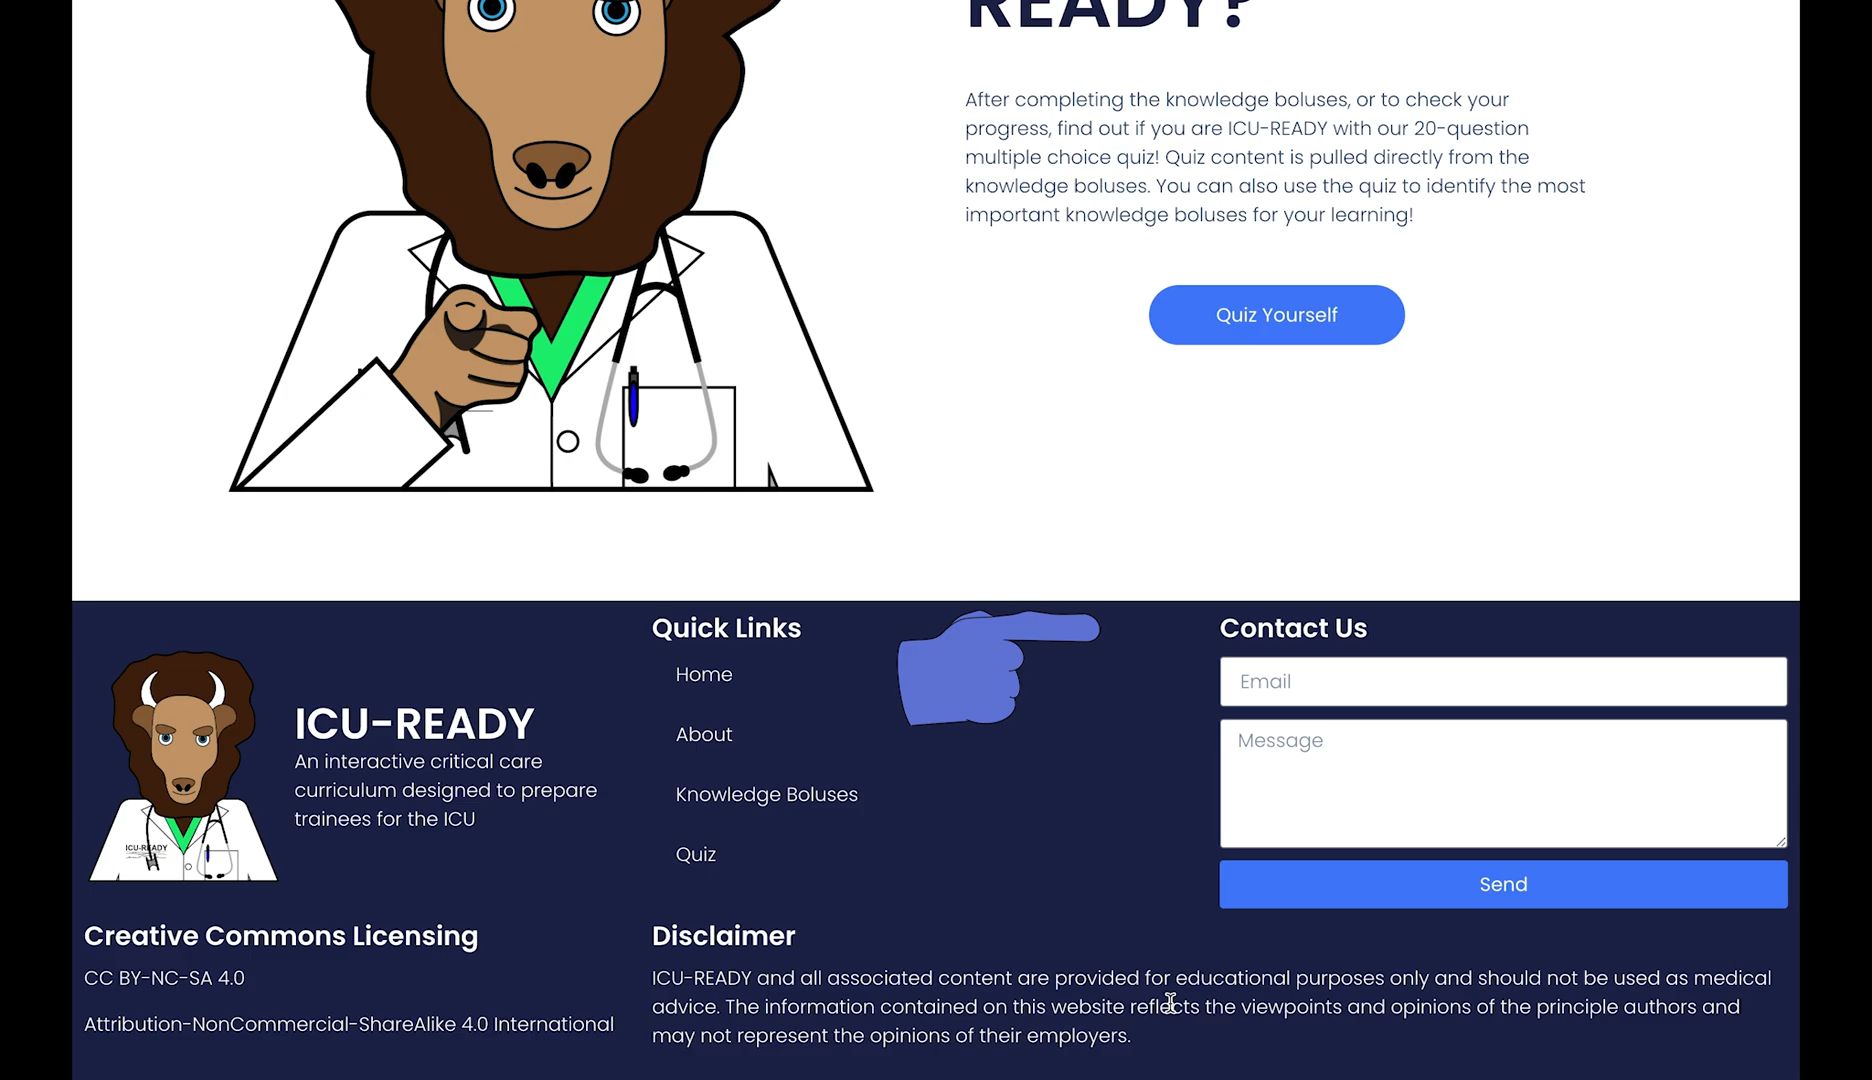 READY?
After completing the knowledge boluses, or to check your
progress, find out if you are ICU-READY with our 20-question
multiple choice quiz! Quiz content is pulled directly from the
knowledge boluses. You can also use the quiz to identify the most
important knowledge boluses for your learning!
Quiz Yourself
ICU-READY
ICU-READY
An interactive critical care
curriculum designed to prepare
trainees for the ICU
Quick Links
Home
About
Knowledge Boluses
Quiz
Contact Us
Email
Message
Send
Creative Commons Licensing
CC BY-NC-SA 4.0
Attribution-NonCommercial-ShareAlike 4.0 International
Disclaimer
ICU-READY and all associated content are provided for educational purposes only and should not be used as medical
advice. The information contained on this website reflects the viewpoints and opinions of the principle authors and
may not represent the opinions of their employers.